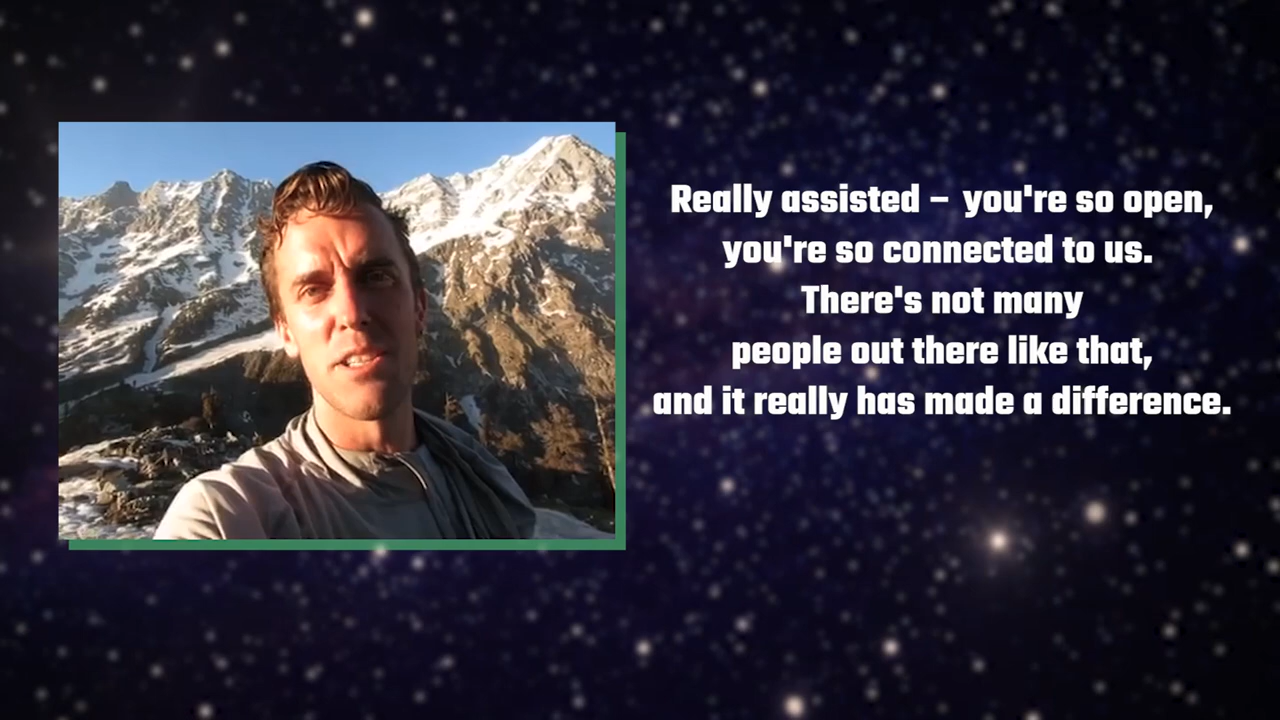 Really assisted – you're so open,
you're so connected to us.
There's not many
people out there like that,
and it really has made a difference.